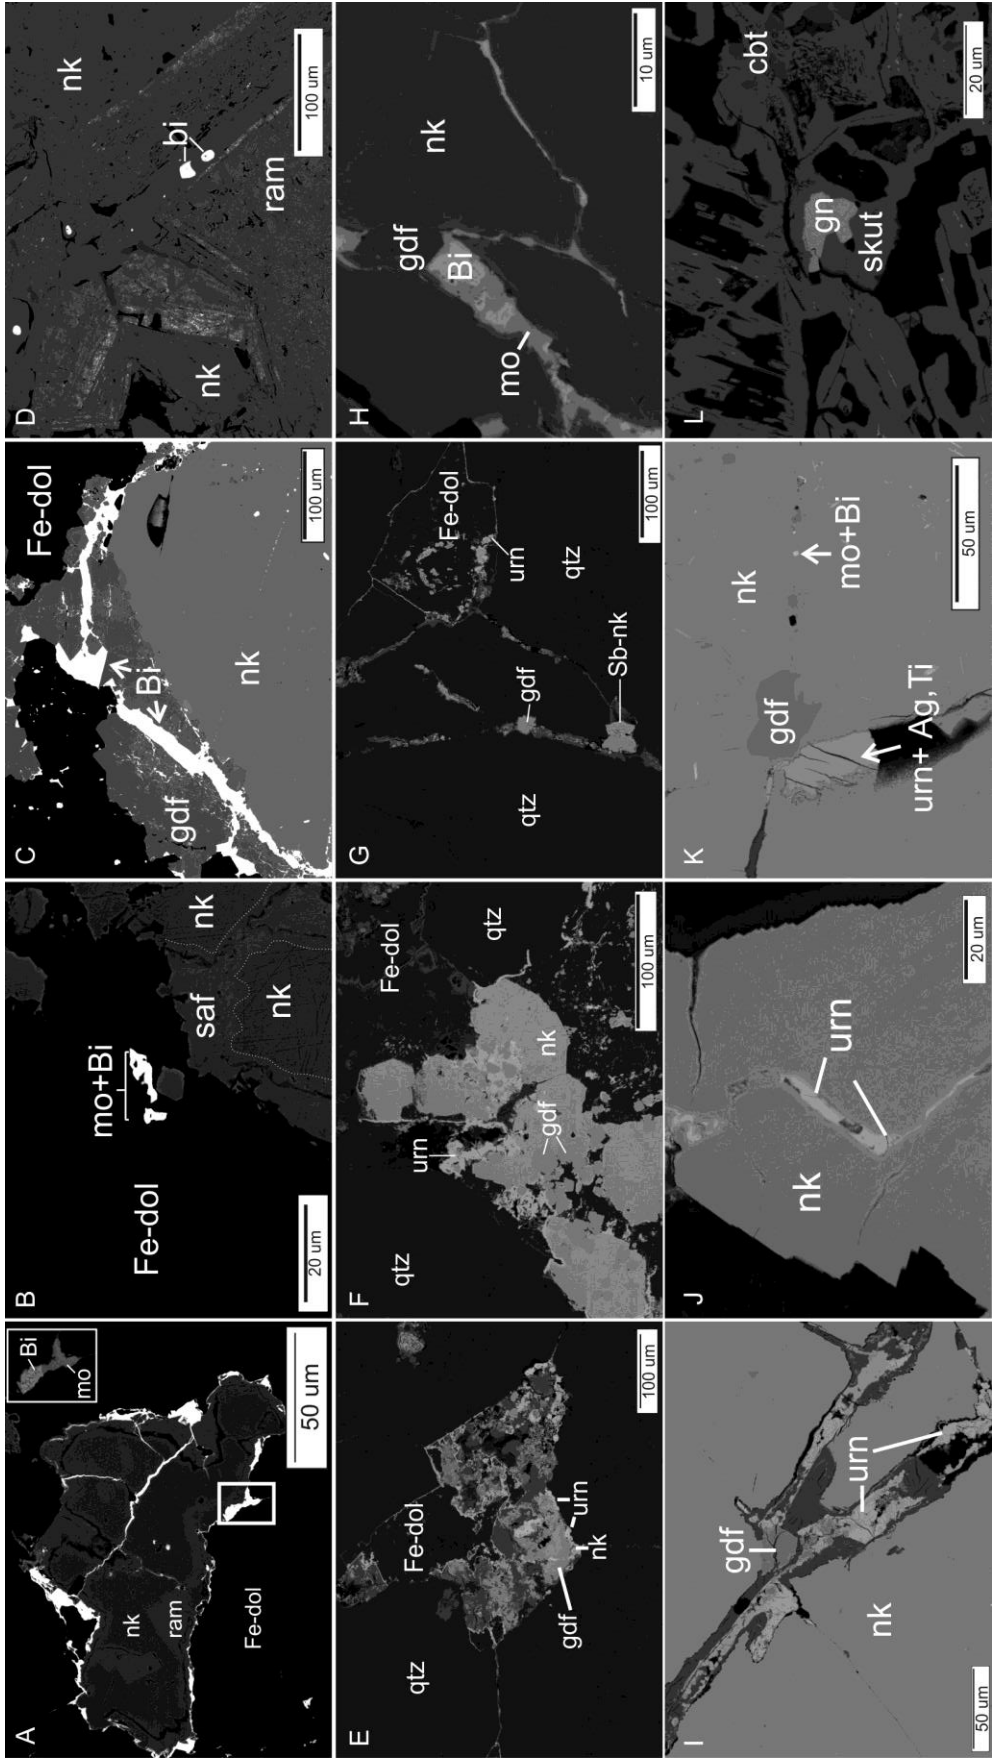 A
Bi
mo
nk
ram
Fe-dol
50 um
B
mo+Bi
Fe-dol
saf
nk
nk
20 um
C
Fe-dol
Bi
gdf
nk
100 um
D
nk
bi
nk
ram
100 um
E
qtz
Fe-dol
gdf
nk
urn
100 um
F
Fe-dol
qtz
urn
qtz
nk
gdf
100 um
G
Fe-dol
urn
qtz
gdf
qtz
Sb-nk
100 um
H
gdf
nk
Bi
mo
10 um
I
gdf
urn
nk
50 um
J
nk
urn
20 um
K
nk
gdf
mo+Bi
urn+ Ag,Ti
50 um
L
cbt
gn
skut
20 um